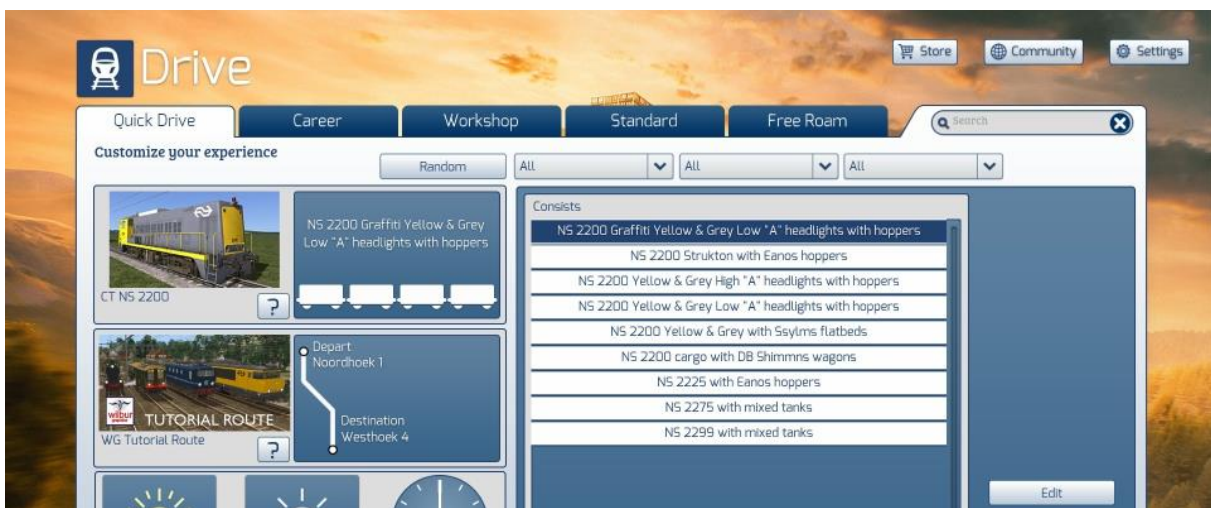 Drive
Store
Community
Settings
Quick Drive
Career
Workshop
Standard
Free Roam
Search
Customize your experience
Random
All
All
All
CT NS 2200
?
NS 2200 Graffiti Yellow & Grey
Low "A" headlights with hoppers
TUTORIAL ROUTE
WG Tutorial Route
?
Depart
Noordhoek 1
Destination
Westhoek 4
Consists
NS 2200 Graffiti Yellow & Grey Low "A" headlights with hoppers
NS 2200 Strukton with Eanos hoppers
NS 2200 Yellow & Grey High "A" headlights with hoppers
NS 2200 Yellow & Grey Low "A" headlights with hoppers
NS 2200 Yellow & Grey with Ssylms flatbeds
NS 2200 cargo with DB Shimmns wagons
NS 2225 with Eanos hoppers
NS 2275 with mixed tanks
NS 2299 with mixed tanks
Edit